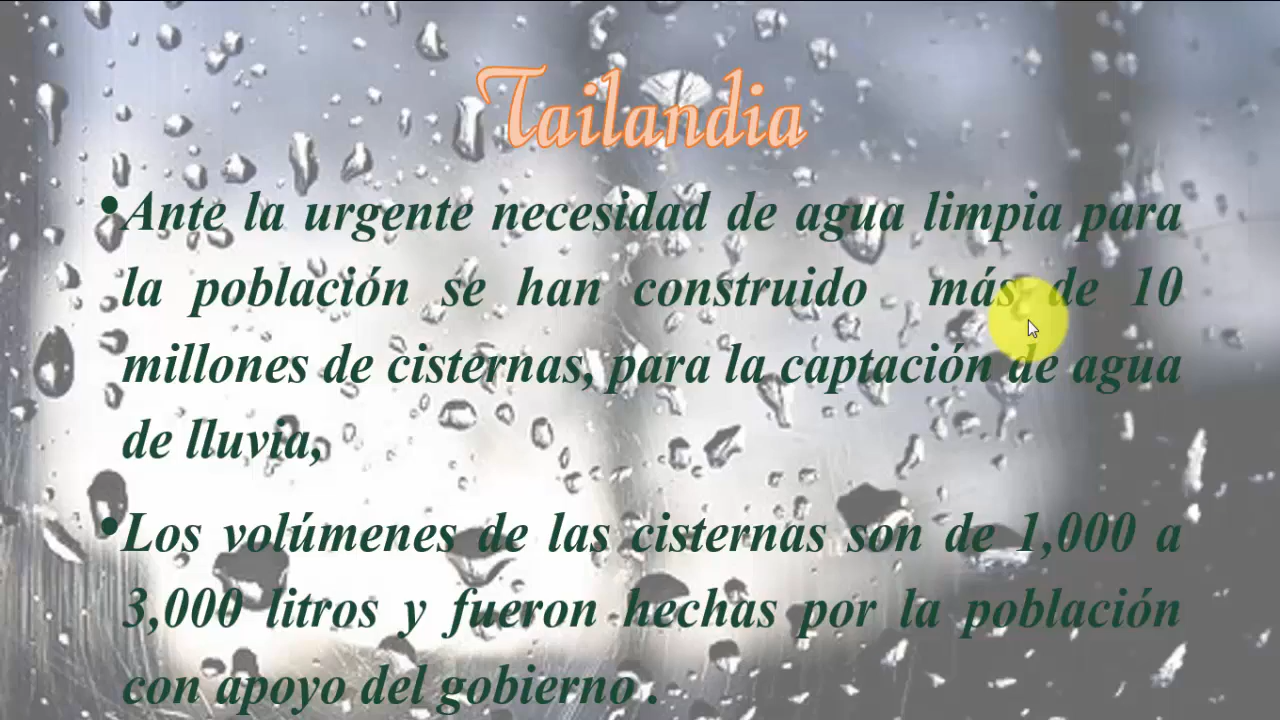 Tailandia
•Ante la urgente necesidad de agua limpia para
la población se han construido más de 10
millones de cisternas, para la captación de agua
de lluvia,
•Los volúmenes de las cisternas son de 1,000 a
3,000 litros y fueron hechas por la población
con apoyo del gobierno .